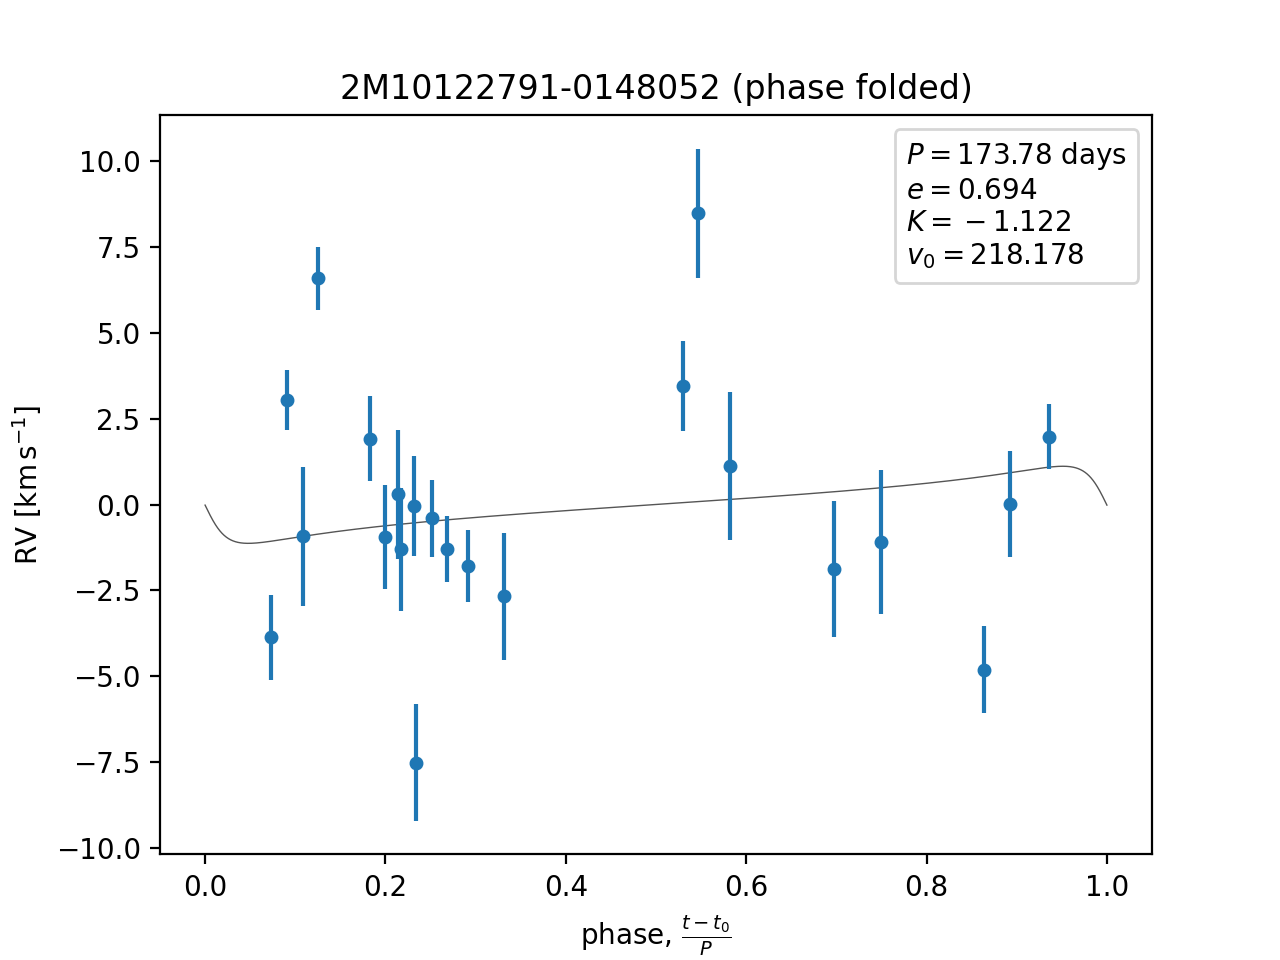 2M10122791-0148052 (phase folded)
P = 173.78 days
e = 0.694
K = −1.122
v₀ = 218.178
10.0
7.5
5.0
2.5
0.0
−2.5
−5.0
−7.5
−10.0
RV [km s⁻¹]
0.0 0.2 0.4 0.6 0.8 1.0
phase, (t − t₀)/P